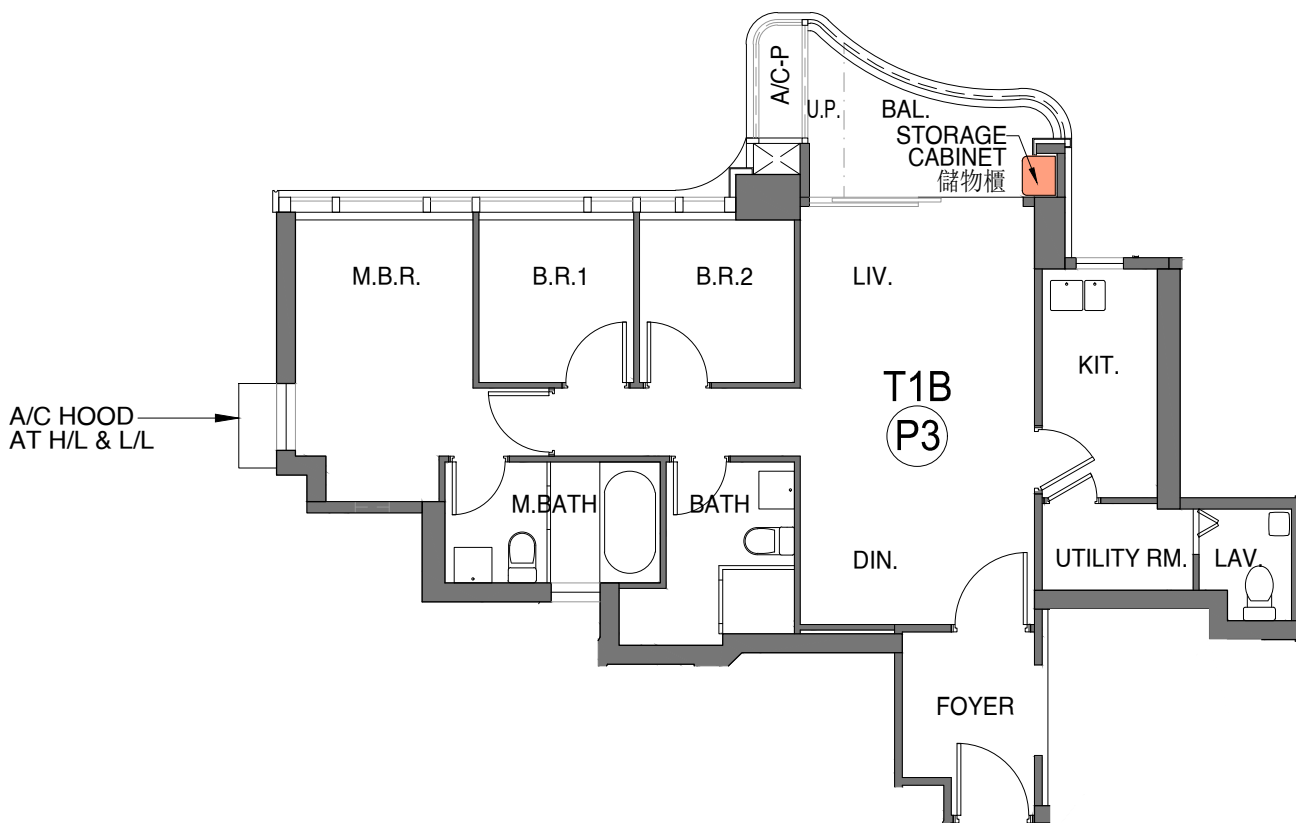 A/C-P
U.P.
BAL.
STORAGE
CABINET
儲物櫃
M.B.R.
B.R.1
B.R.2
LIV.
KIT.
T1B
P3
A/C HOOD
AT H/L & L/L
M.BATH
BATH
DIN.
UTILITY RM.
LAV.
FOYER